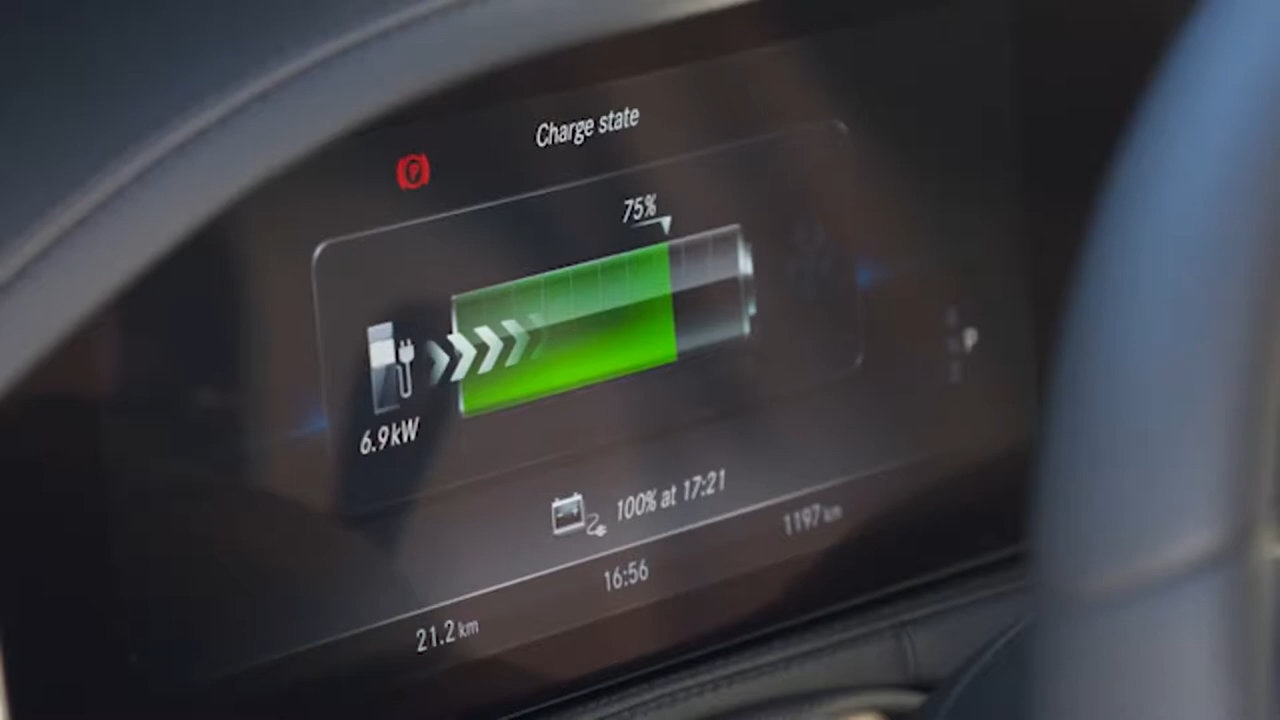 Charge state
75%
6.9 kW
100% at 17:21
1197 km
16:56
21.2 km